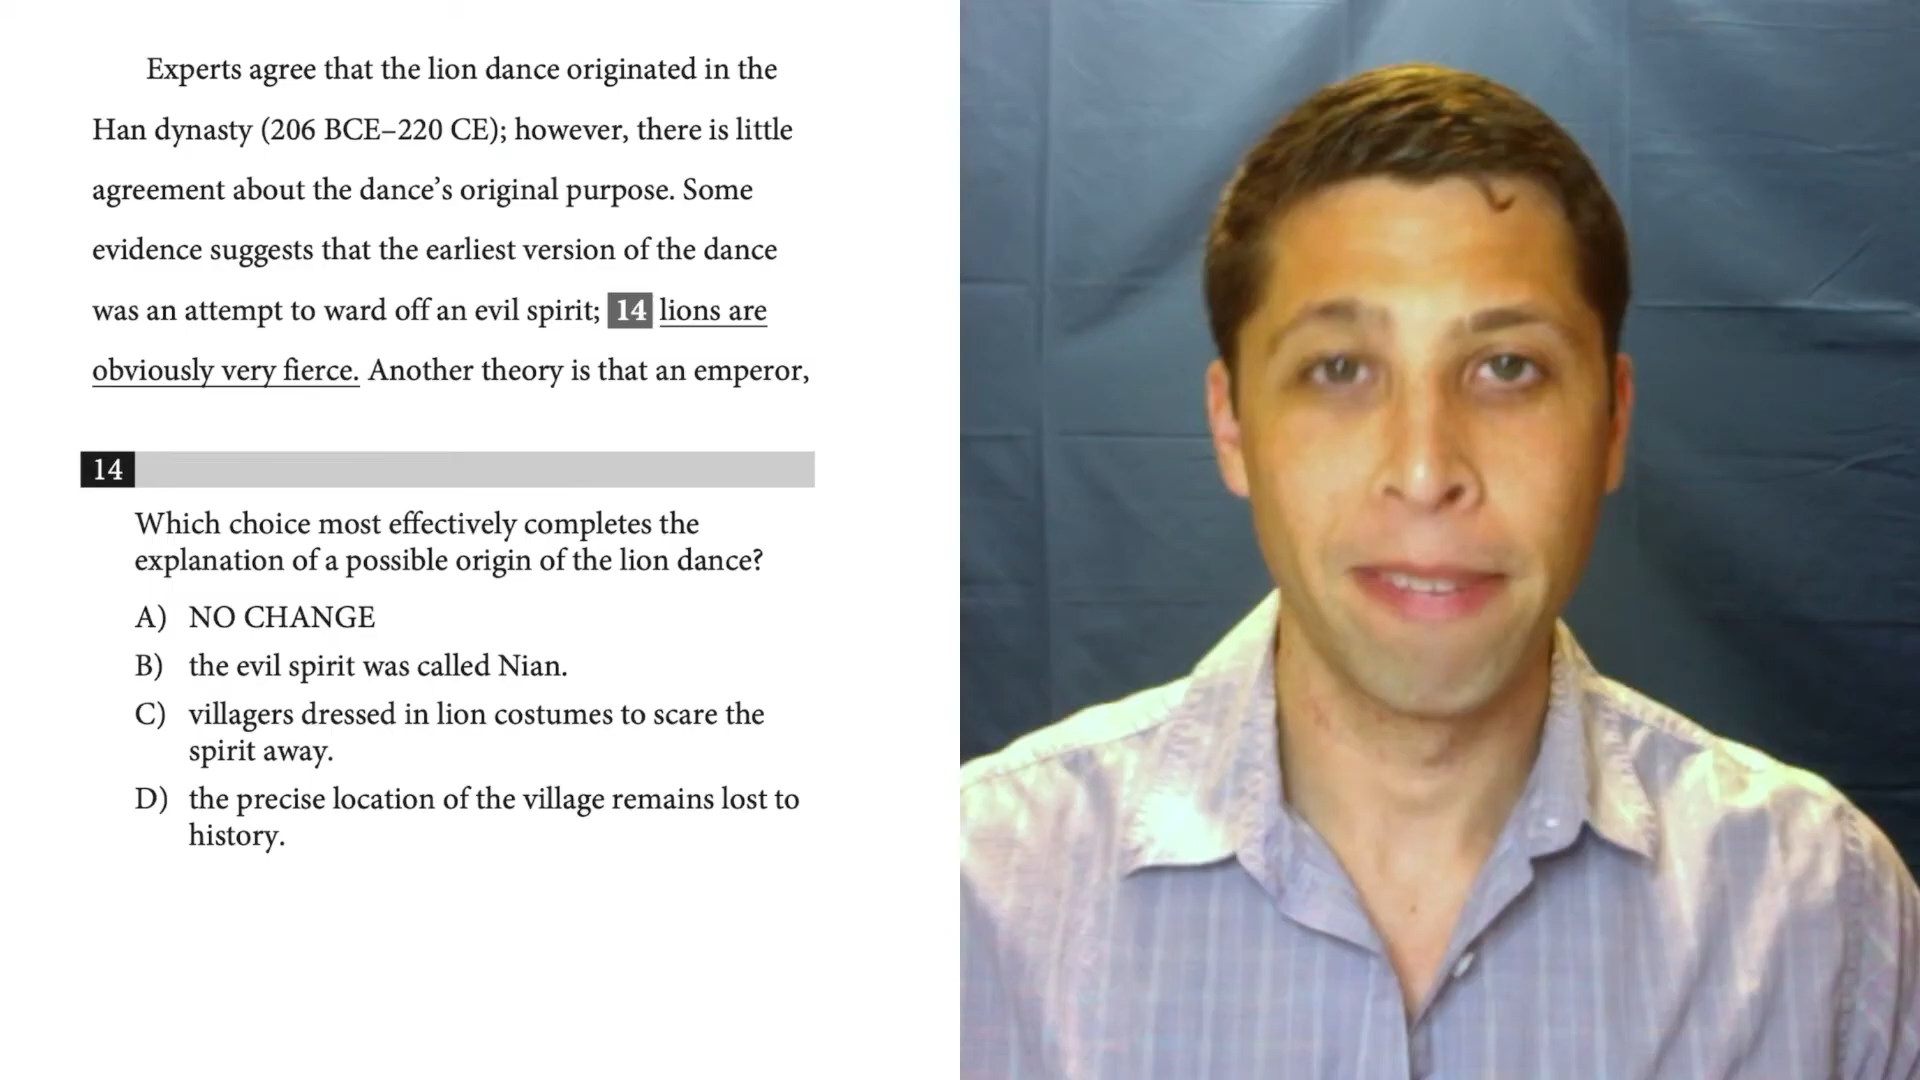 Experts agree that the lion dance originated in the
Han dynasty (206 BCE–220 CE); however, there is little
agreement about the dance’s original purpose. Some
evidence suggests that the earliest version of the dance
was an attempt to ward off an evil spirit; 14 lions are
obviously very fierce. Another theory is that an emperor,
14
Which choice most effectively completes the
explanation of a possible origin of the lion dance?
A) NO CHANGE
B) the evil spirit was called Nian.
C) villagers dressed in lion costumes to scare the
spirit away.
D) the precise location of the village remains lost to
history.